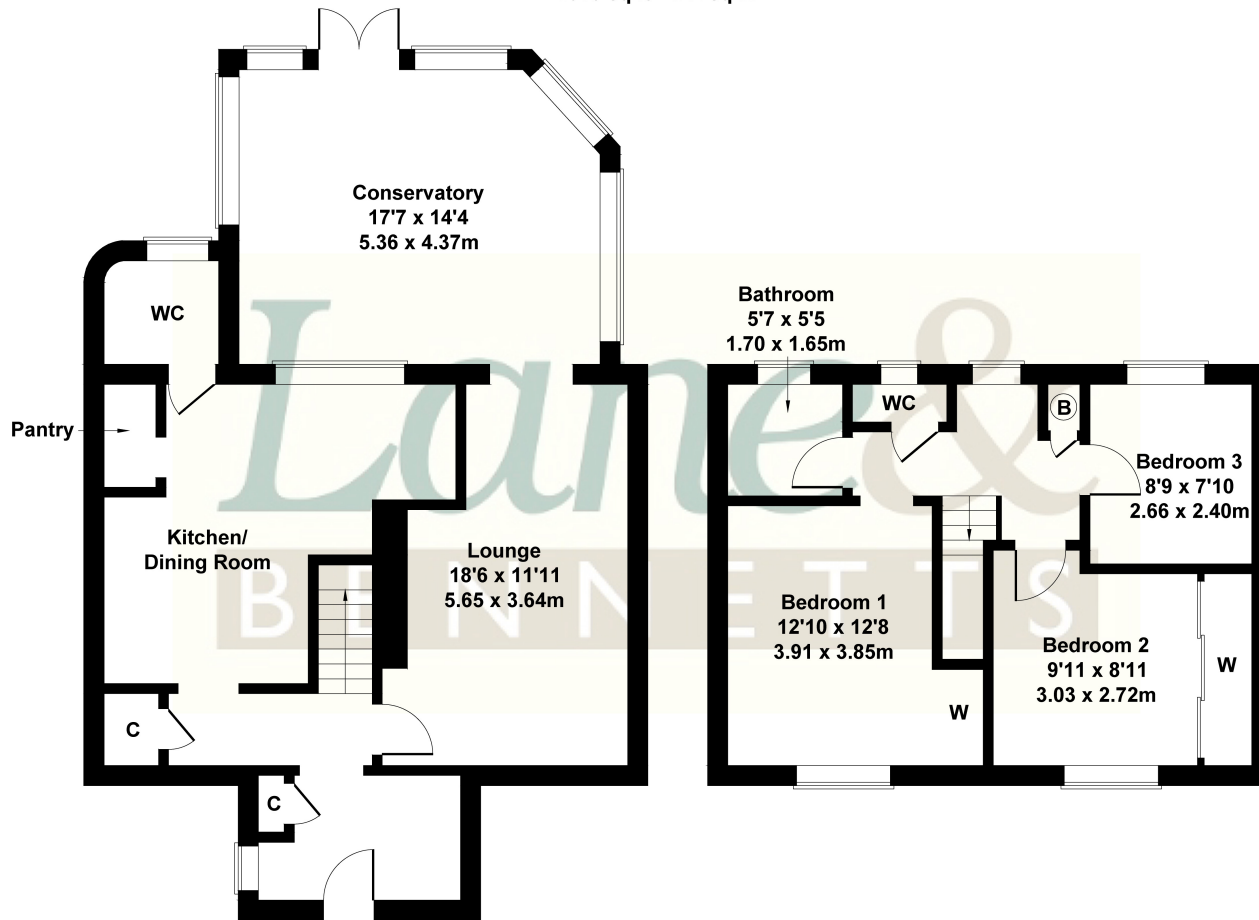 Conservatory
17'7 x 14'4
5.36 x 4.37m
WC
Pantry
Kitchen/
Dining Room
Lounge
18'6 x 11'11
5.65 x 3.64m
C
C
Bathroom
5'7 x 5'5
1.70 x 1.65m
WC
B
Bedroom 3
8'9 x 7'10
2.66 x 2.40m
Bedroom 1
12'10 x 12'8
3.91 x 3.85m
W
Bedroom 2
9'11 x 8'11
3.03 x 2.72m
W
Lane &
BENNETTS